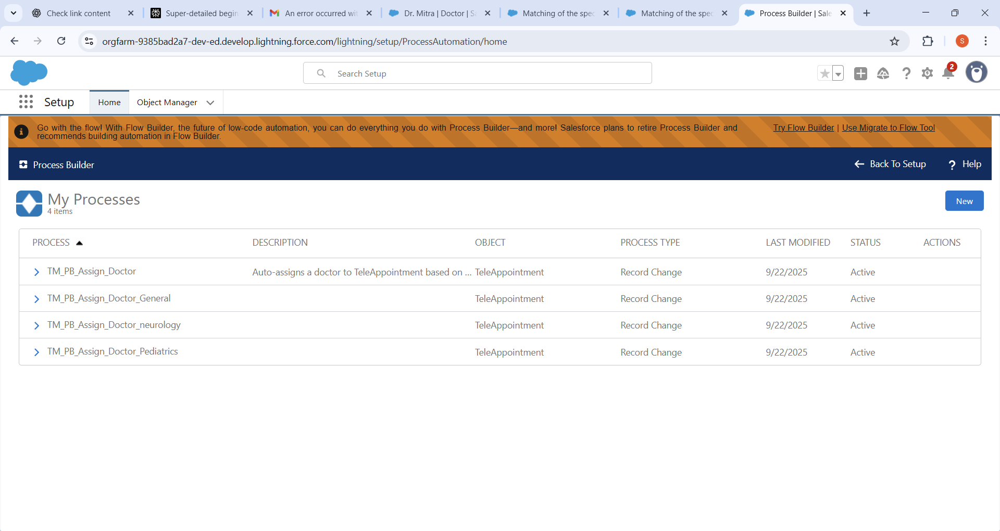 Check link content
Super-detailed begin
An error occurred wit
Dr. Mitra | Doctor | Sa
Matching of the spec
Matching of the spec
Process Builder | Sale
orgfarm-9385bad2a7-dev-ed.develop.lightning.force.com/lightning/setup/ProcessAutomation/home
S
Search Setup
2
Setup
Home
Object Manager
Go with the flow! With Flow Builder, the future of low-code automation, you can do everything you do with Process Builder—and more! Salesforce plans to retire Process Builder and
recommends building automation in Flow Builder.
Try Flow Builder | Use Migrate to Flow Tool
Process Builder
Back To Setup
? Help
My Processes
4 items
New
PROCESS DESCRIPTION OBJECT PROCESS TYPE LAST MODIFIED STATUS ACTIONS
TM_PB_Assign_Doctor Auto-assigns a doctor to TeleAppointment based on ... TeleAppointment Record Change 9/22/2025 Active
TM_PB_Assign_Doctor_General TeleAppointment Record Change 9/22/2025 Active
TM_PB_Assign_Doctor_neurology TeleAppointment Record Change 9/22/2025 Active
TM_PB_Assign_Doctor_Pediatrics TeleAppointment Record Change 9/22/2025 Active